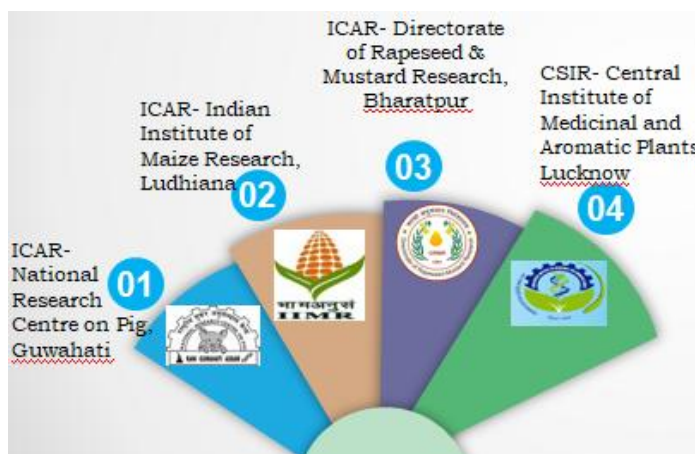 ICAR-
National
Research
Centre on Pig,
Guwahati
01
ICAR- Indian
Institute of
Maize Research,
Ludhiana
02
ICAR- Directorate
of Rapeseed &
Mustard Research,
Bharatpur
03
CSIR- Central
Institute of
Medicinal and
Aromatic Plants
Lucknow
04
IIMR